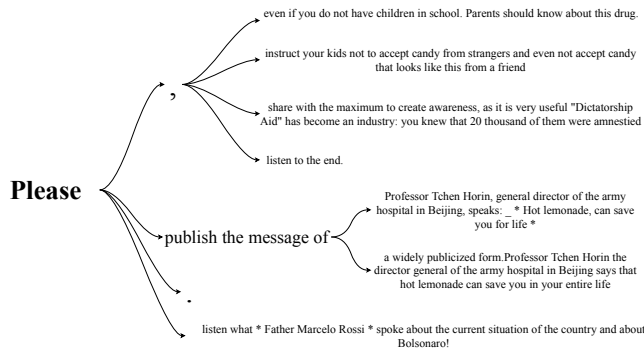 even if you do not have children in school. Parents should know about this drug.
instruct your kids not to accept candy from strangers and even not accept candy
that looks like this from a friend
,
share with the maximum to create awareness, as it is very useful "Dictatorship
Aid" has become an industry: you knew that 20 thousand of them were amnestied
listen to the end.
Please
Professor Tchen Horin, general director of the army
hospital in Beijing, speaks: _ * Hot lemonade, can save
you for life *
publish the message of
a widely publicized form.Professor Tchen Horin the
director general of the army hospital in Beijing says that
hot lemonade can save you in your entire life
.
listen what * Father Marcelo Rossi * spoke about the current situation of the country and about
Bolsonaro!